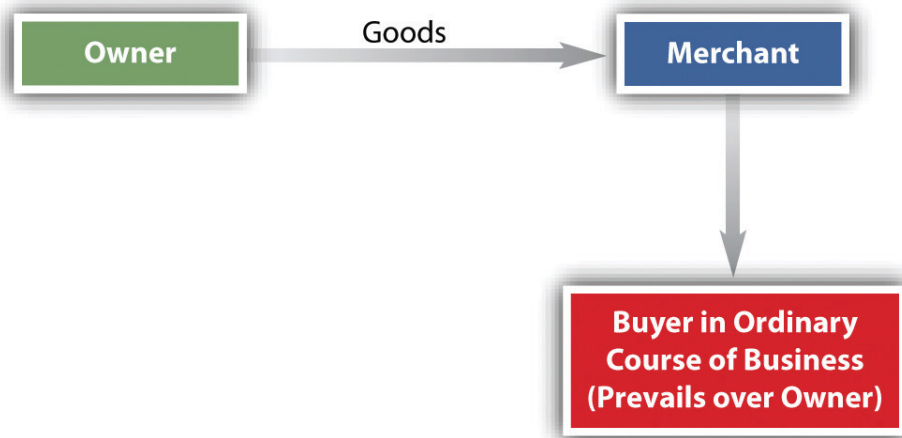 Owner
Goods
Merchant
Buyer in Ordinary
Course of Business
(Prevails over Owner)